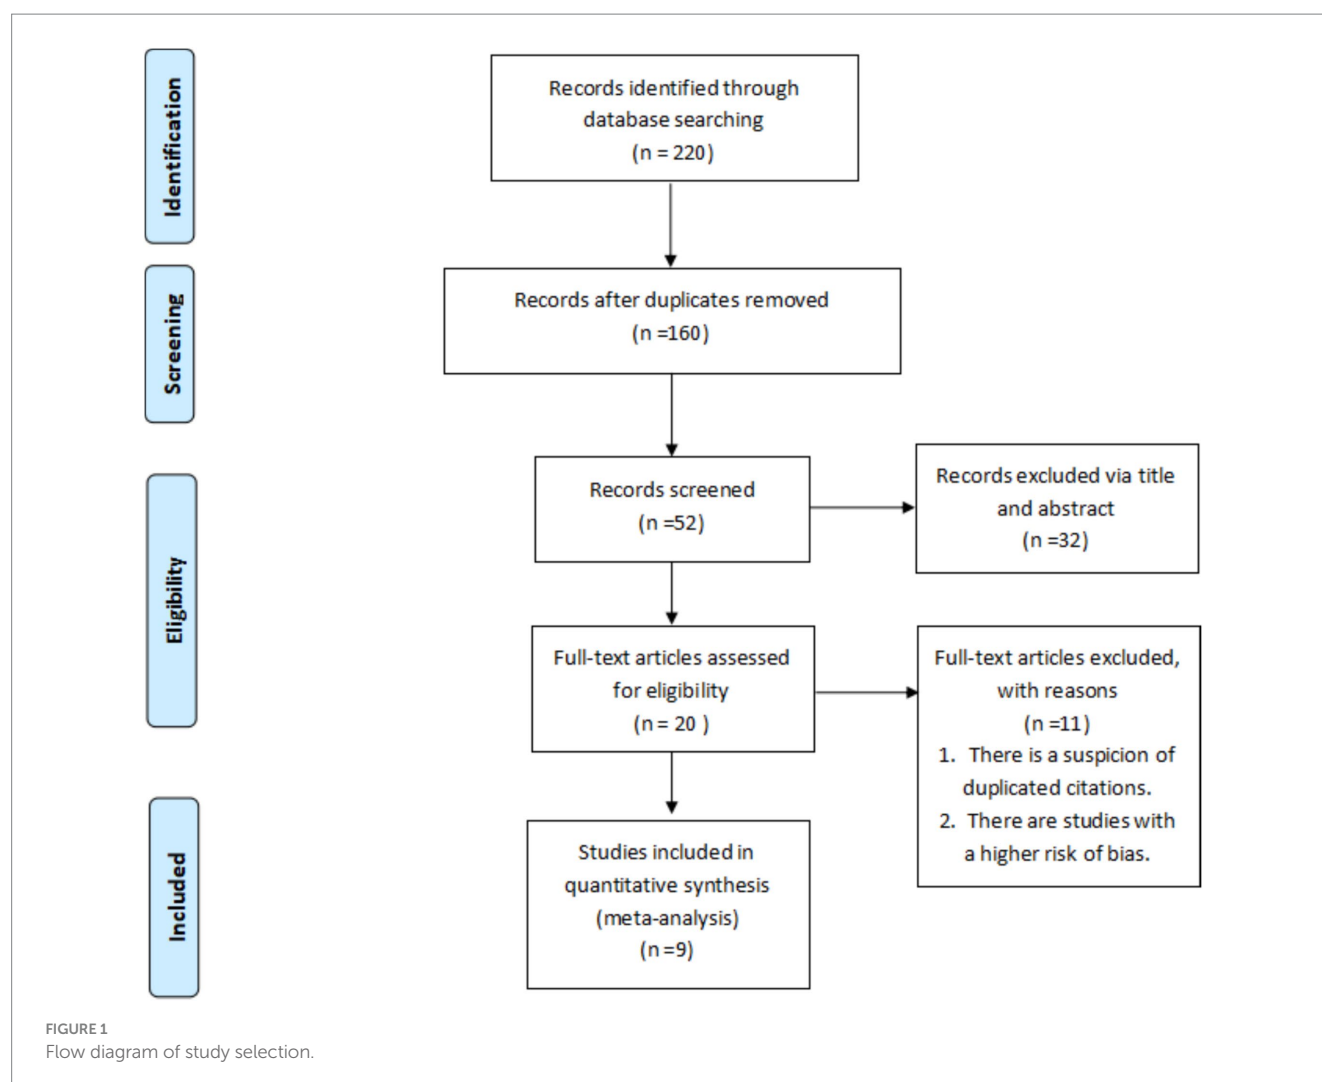 Identification
Records identified through
database searching
(n = 220)
Screening
Records after duplicates removed
(n =160)
Eligibility
Records screened
(n =52)
Records excluded via title
and abstract
(n =32)
Full-text articles assessed
for eligibility
(n = 20 )
Full-text articles excluded,
with reasons
(n =11)
1. There is a suspicion of
duplicated citations.
2. There are studies with
a higher risk of bias.
Included
Studies included in
quantitative synthesis
(meta-analysis)
(n =9)
FIGURE 1
Flow diagram of study selection.